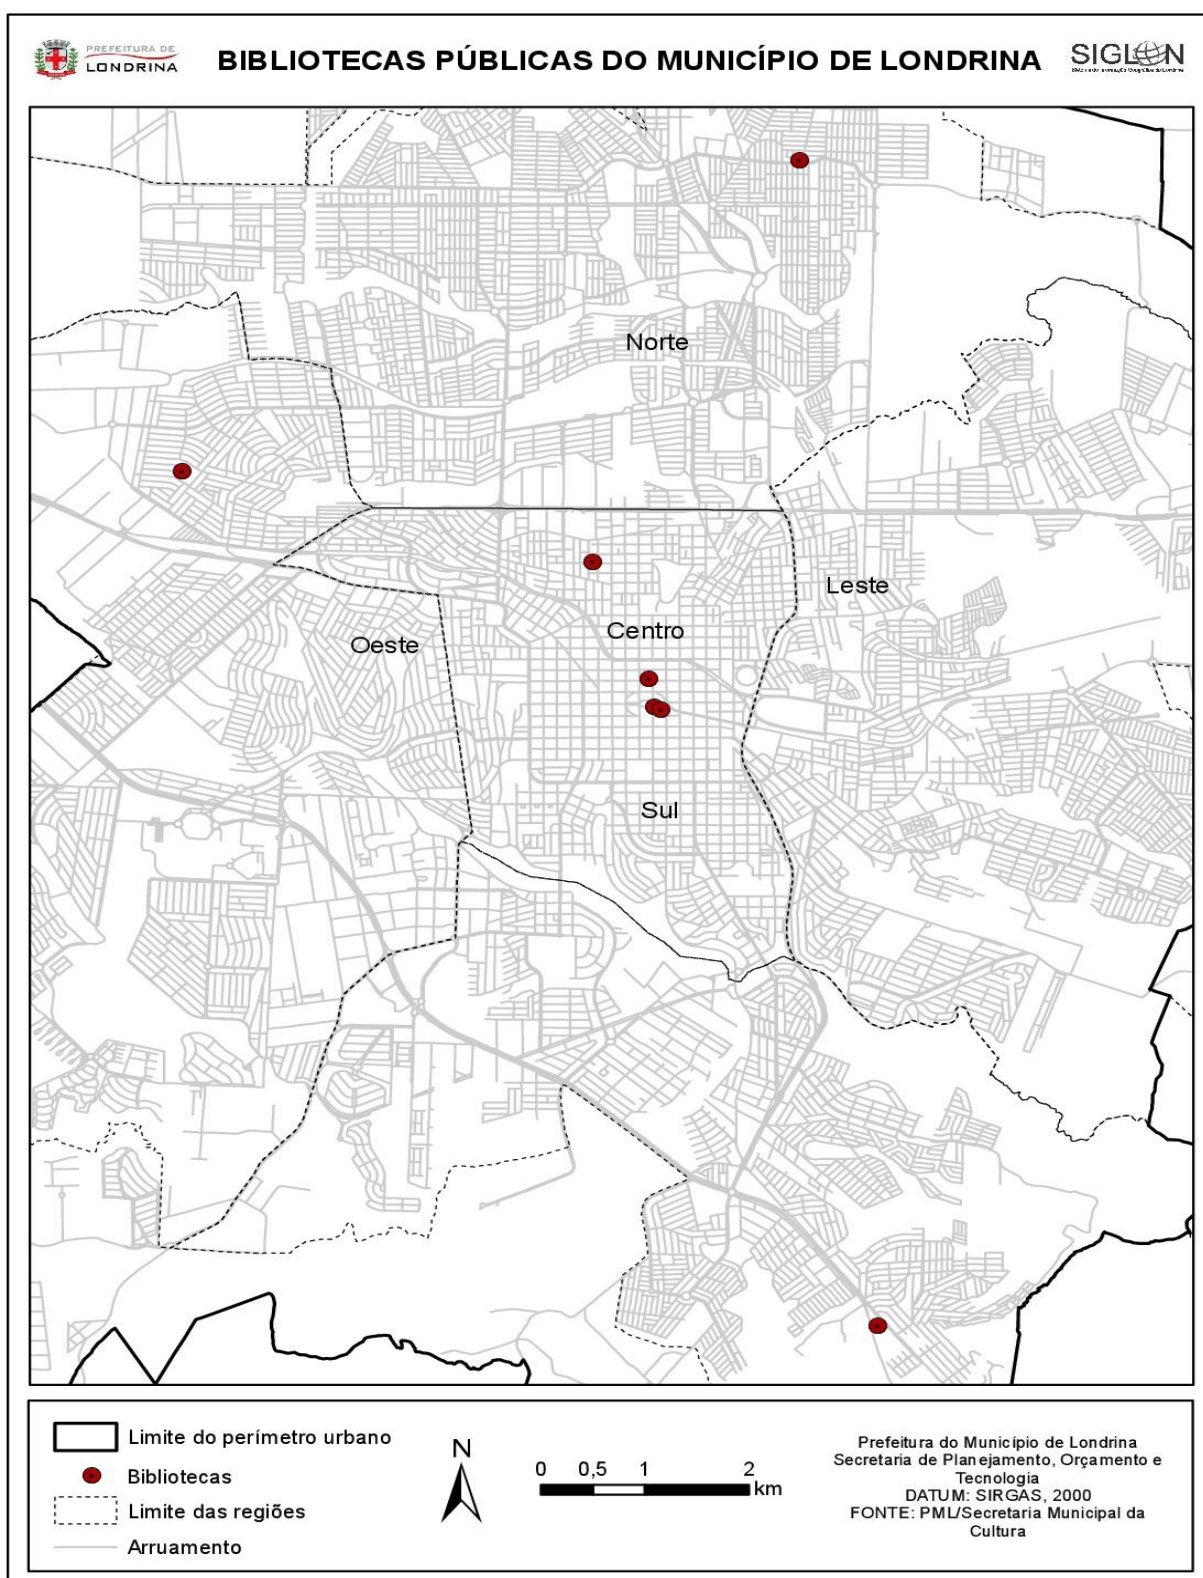 PREFEITURA DE
LONDRINA
BIBLIOTECAS PÚBLICAS DO MUNICÍPIO DE LONDRINA
SIGLON
Norte
Leste
Centro
Oeste
Sul
Limite do perímetro urbano
Bibliotecas
Limite das regiões
Arruamento
N
0 0,5 1 2
km
Prefeitura do Município de Londrina
Secretaria de Planejamento, Orçamento e
Tecnologia
DATUM: SIRGAS, 2000
FONTE: PML/Secretaria Municipal da
Cultura